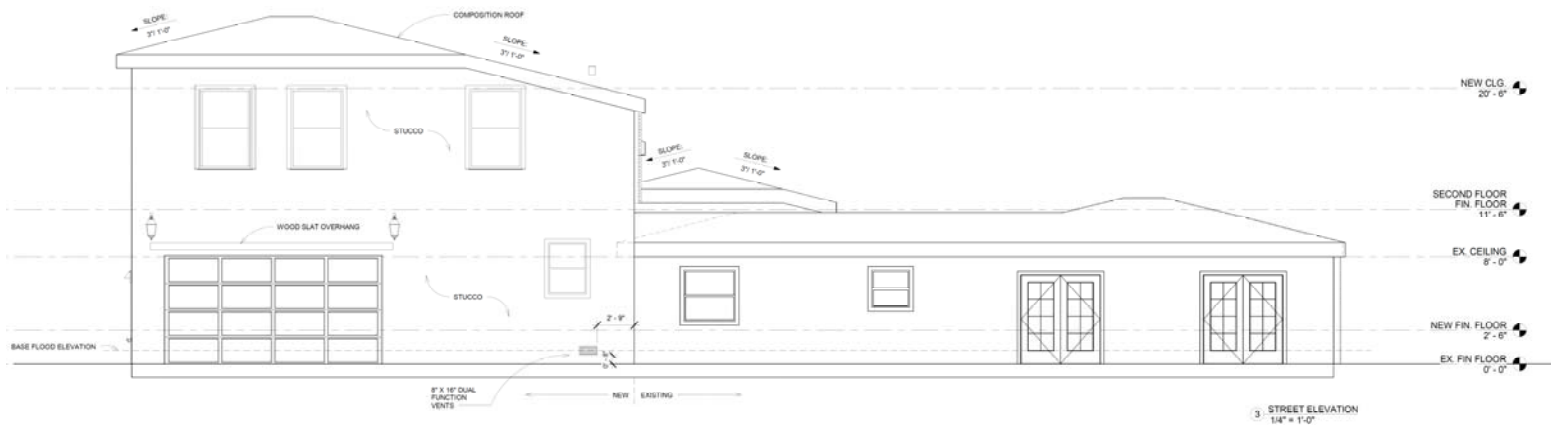 SLOPE:
3"/ 1'-0"
COMPOSITION ROOF
SLOPE:
3"/ 1'-0"
NEW CLG.
20' - 6"
STUCCO
SLOPE:
3"/ 1'-0"
SLOPE:
3"/ 1'-0"
SECOND FLOOR
FIN. FLOOR
11' - 6"
WOOD SLAT OVERHANG
EX. CEILING
8' - 0"
STUCCO
2' - 9"
NEW FIN. FLOOR
2' - 6"
BASE FLOOD ELEVATION
EX. FIN FLOOR
0' - 0"
8" X 16" DUAL
FUNCTION
VENTS
NEW
EXISTING
3
STREET ELEVATION
1/4" = 1'-0"